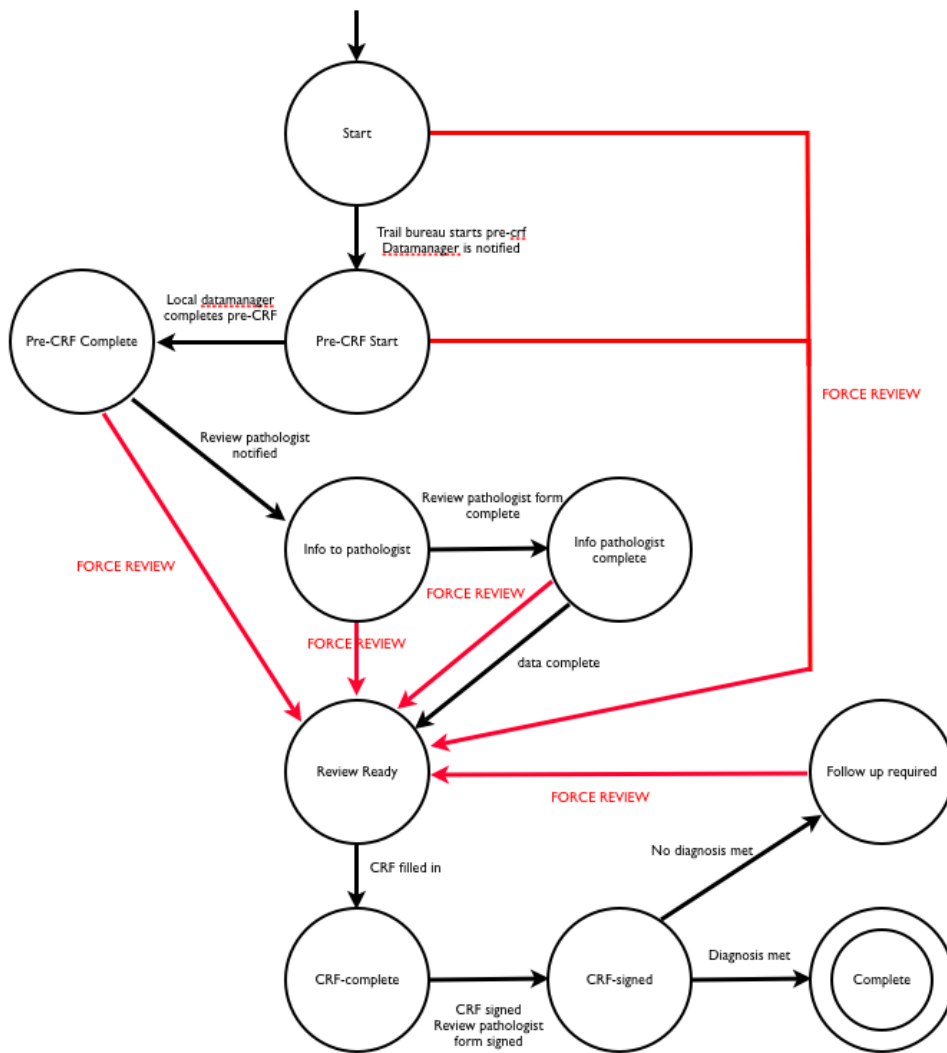 Start
Trail bureau starts pre-crf
Datamanager is notified
Local datamanager
completes pre-CRF
Pre-CRF Complete
Pre-CRF Start
FORCE REVIEW
Review pathologist
notified
Review pathologist form
complete
Info to pathologist
Info pathologist
complete
FORCE REVIEW
FORCE REVIEW
FORCE REVIEW
data complete
Review Ready
Follow up required
FORCE REVIEW
No diagnosis met
CRF filled in
Diagnosis met
CRF-complete
CRF-signed
Complete
CRF signed
Review pathologist
form signed